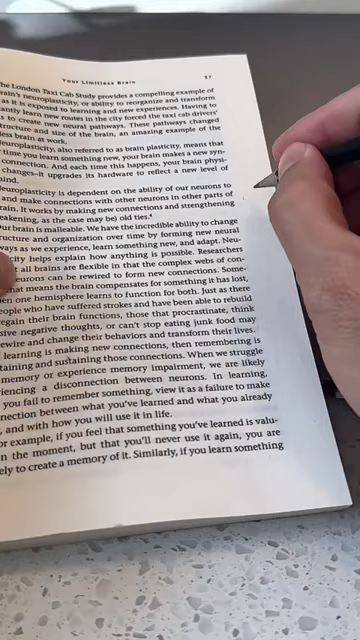 Your Limitless Brain 37
he London Taxi Cab Study provides a compelling example of
rain's neuroplasticity, or ability to reorganize and transform
as it is exposed to learning and new experiences. Having to
antly learn new routes in the city forced the taxi cab drivers'
s to create new neural pathways. These pathways changed
tructure and size of the brain, an amazing example of the
less brain at work.
europlasticity, also referred to as brain plasticity, means that
time you learn something new, your brain makes a new syn-
connection. And each time this happens, your brain physi-
changes—it upgrades its hardware to reflect a new level of
ind.
europlasticity is dependent on the ability of our neurons to
and make connections with other neurons in other parts of
rain. It works by making new connections and strengthening
eakening, as the case may be) old ties.
ur brain is malleable. We have the incredible ability to change
ructure and organization over time by forming new neural
ways as we experience, learn something new, and adapt. Neu-
city helps explain how anything is possible. Researchers
t all brains are flexible in that the complex webs of con-
eurons can be rewired to form new connections. Some-
at means the brain compensates for something it has lost,
en one hemisphere learns to function for both. Just as there
eople who have suffered strokes and have been able to rebuild
regain their brain functions, those that procrastinate, think
sive negative thoughts, or can't stop eating junk food may
ewire and change their behaviors and transform their lives.
learning is making new connections, then remembering is
taining and sustaining those connections. When we struggle
memory or experience memory impairment, we are likely
riencing a disconnection between neurons. In learning,
you fail to remember something, view it as a failure to make
nection between what you've learned and what you already
, and with how you will use it in life.
or example, if you feel that something you've learned is valu-
n the moment, but that you'll never use it again, you are
ely to create a memory of it. Similarly, if you learn something